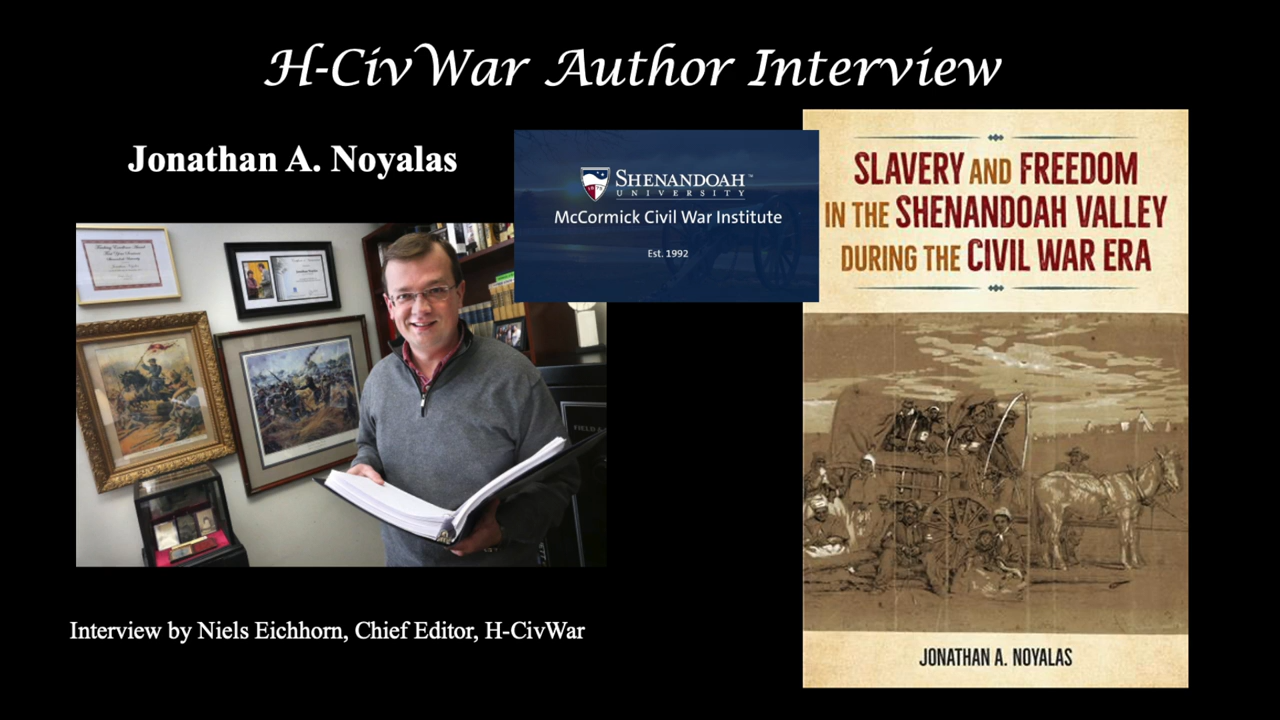 H-CivWar Author Interview
Jonathan A. Noyalas
SHENANDOAH™
UNIVERSITY
McCormick Civil War Institute
Est. 1992
SLAVERY AND FREEDOM
IN THE SHENANDOAH VALLEY
DURING THE CIVIL WAR ERA
JONATHAN A. NOYALAS
Interview by Niels Eichhorn, Chief Editor, H-CivWar